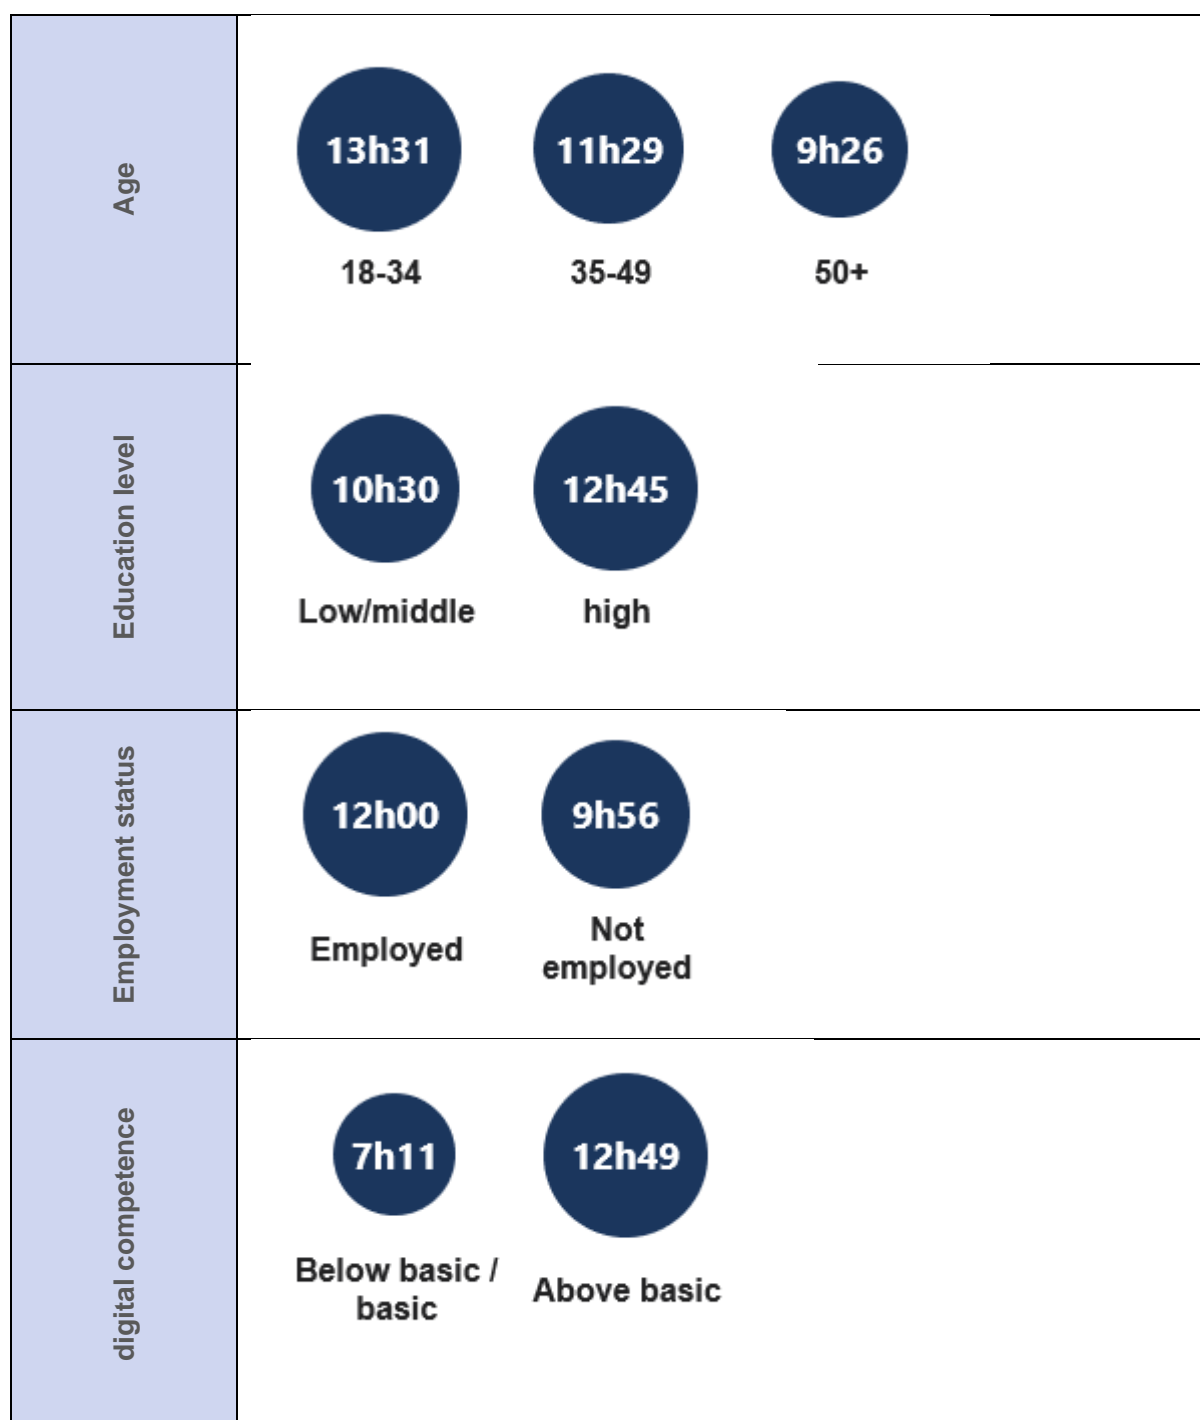 Age
13h31
11h29
9h26
18-34
35-49
50+
Education level
10h30
12h45
Low/middle
high
Employment status
12h00
9h56
Employed
Not
employed
digital competence
7h11
12h49
Below basic /
basic
Above basic